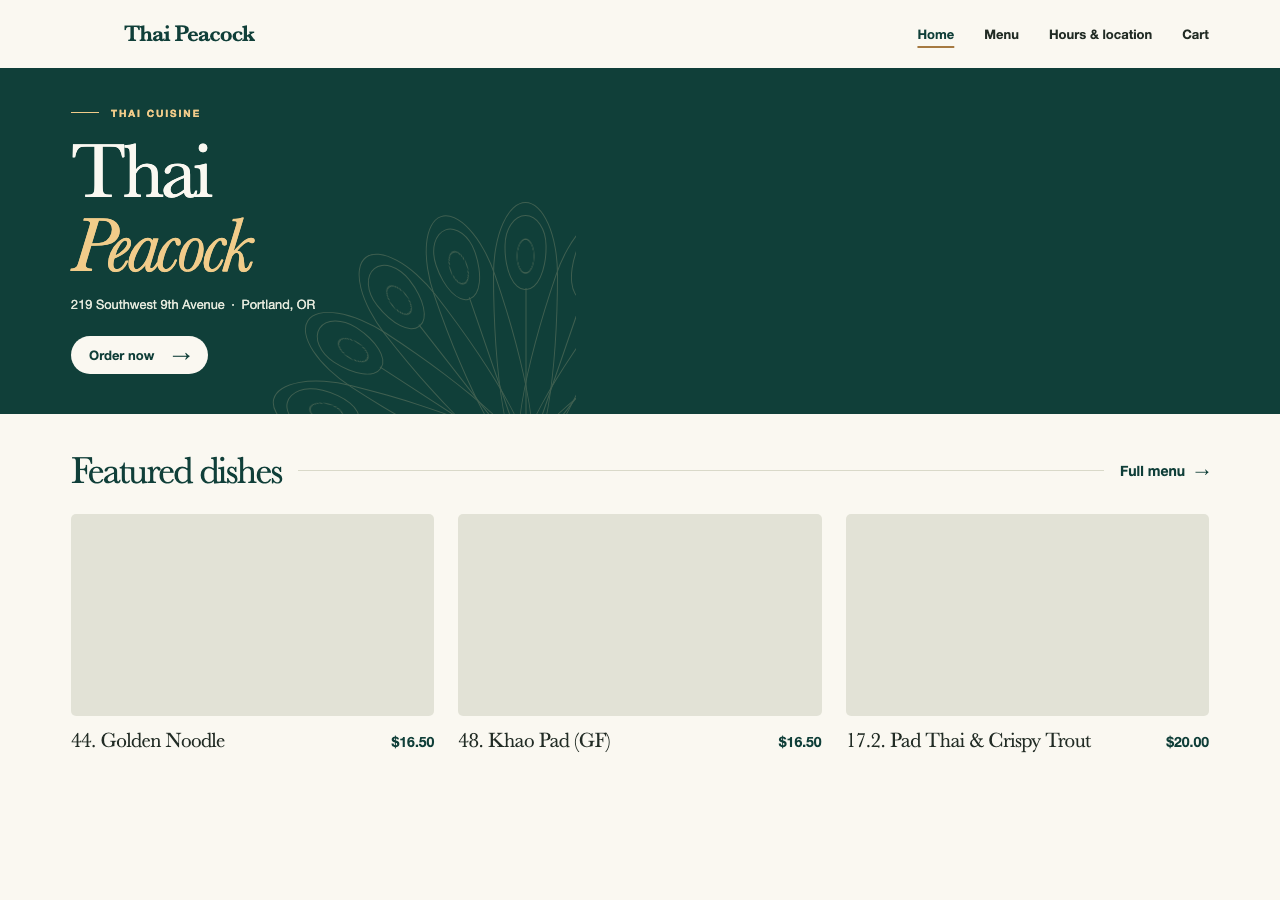 Thai Peacock
Home Menu Hours & location Cart
THAI CUISINE
Thai
Peacock
219 Southwest 9th Avenue · Portland, OR
Order now →
Featured dishes
Full menu →
44. Golden Noodle $16.50
48. Khao Pad (GF) $16.50
17.2. Pad Thai & Crispy Trout $20.00